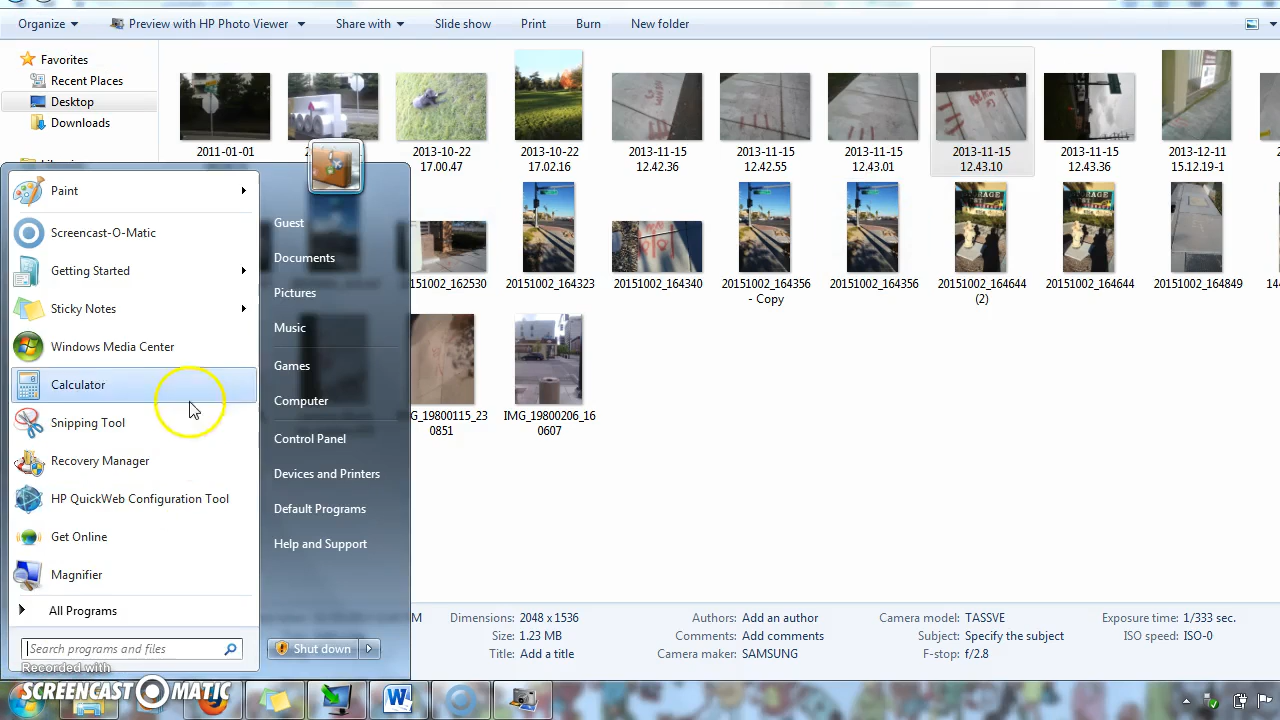 Organize
Preview with HP Photo Viewer
Share with
Slide show
Print
Burn
New folder
Favorites
Recent Places
Desktop
Downloads
2011-01-01
2013-10-22
17.00.47
2013-10-22
17.02.16
2013-11-15
12.42.36
2013-11-15
12.42.55
2013-11-15
12.43.01
2013-11-15
12.43.10
2013-11-15
12.43.36
2013-12-11
15.12.19-1
20151002_164323
20151002_164340
20151002_164356
- Copy
20151002_164356
20151002_164644
(2)
20151002_164644
20151002_164849
0851
IMG_19800206_16
0607
Paint
Screencast-O-Matic
Getting Started
Sticky Notes
Windows Media Center
Calculator
Snipping Tool
Recovery Manager
HP QuickWeb Configuration Tool
Get Online
Magnifier
All Programs
Search programs and files
Guest
Documents
Pictures
Music
Games
Computer
Control Panel
Devices and Printers
Default Programs
Help and Support
Shut down
Dimensions: 2048 x 1536
Size: 1.23 MB
Title: Add a title
Authors: Add an author
Comments: Add comments
Camera maker: SAMSUNG
Camera model: TASSVE
Subject: Specify the subject
F-stop: f/2.8
Exposure time: 1/333 sec.
ISO speed: ISO-0
Recorded with
SCREENCAST O MATIC